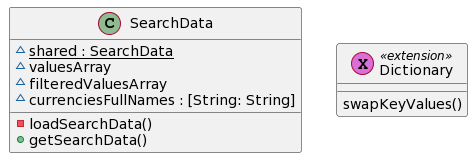 C SearchData
shared : SearchData
valuesArray
filteredValuesArray
currenciesFullNames : [String: String]
loadSearchData()
getSearchData()
X «extension»
Dictionary
swapKeyValues()